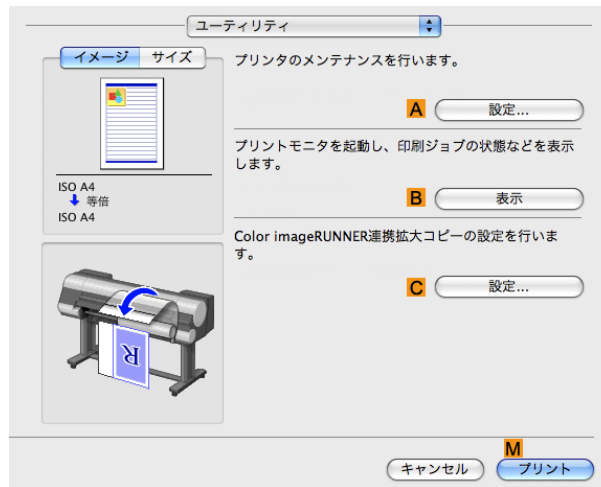 ユーティリティ
イメージ サイズ
プリンタのメンテナンスを行います。
A 設定...
プリントモニタを起動し、印刷ジョブの状態などを表示
します。
B 表示
ISO A4
等倍
ISO A4
Color imageRUNNER連携拡大コピーの設定を行いま
す。
C 設定...
R
M
キャンセル プリント